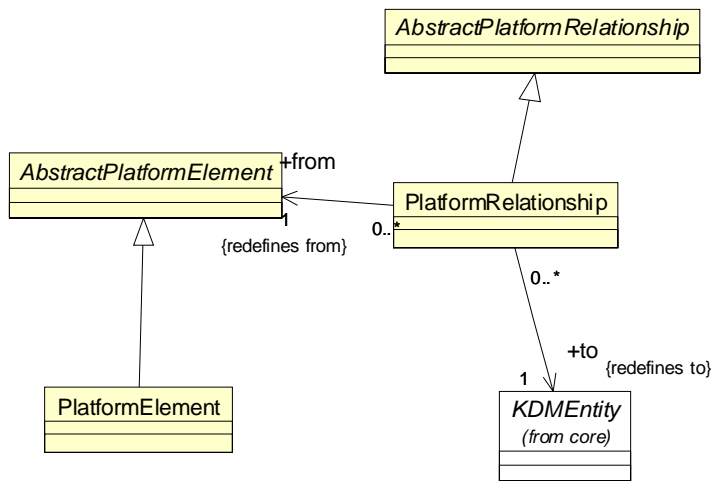 AbstractPlatformRelationship
AbstractPlatformElement
+from
PlatformRelationship
1
0..*
{redefines from}
0..*
+to
{redefines to}
1
PlatformElement
KDMEntity
(from core)